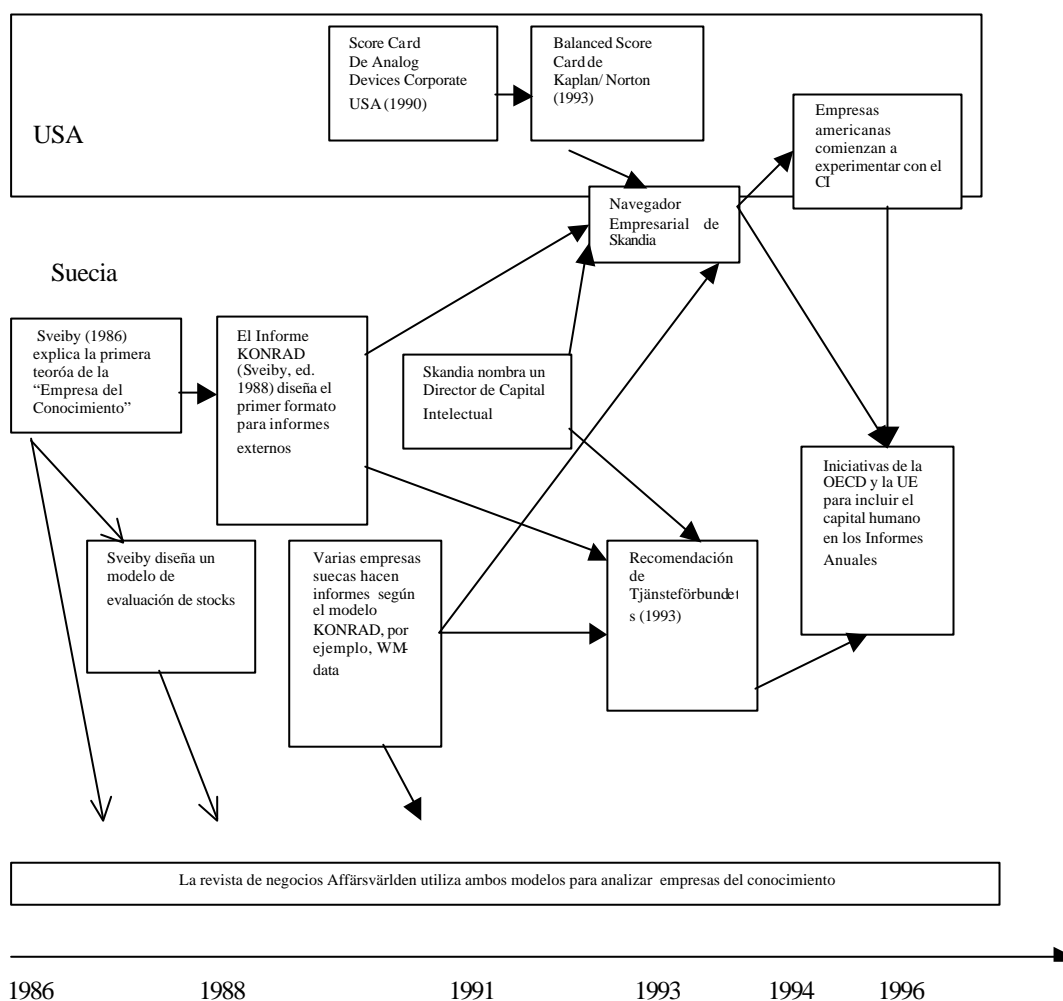 Score Card
De Analog
Devices Corporate
USA (1990)
Balanced Score
Card de
Kaplan/ Norton
(1993)
USA
Empresas
americanas
comienzan a
experimentar con el
CI
Navegador
Empresarial de
Skandia
Suecia
Sveiby (1986)
explica la primera
teoróa de la
“Empresa del
Conocimiento”
El Informe
KONRAD
(Sveiby, ed.
1988) diseña el
primer formato
para informes
externos
Skandia nombra un
Director de Capital
Intelectual
Iniciativas de la
OECD y la UE
para incluir el
capital humano
en los Informes
Anuales
Sveiby diseña un
modelo de
evaluación de stocks
Varias empresas
suecas hacen
informes según
el modelo
KONRAD, por
ejemplo, WM-
data
Recomendación
de
Tjänsteförbundet
s (1993)
La revista de negocios Affärsvärlden utiliza ambos modelos para analizar empresas del conocimiento
1986 1988 1991 1993 1994 1996